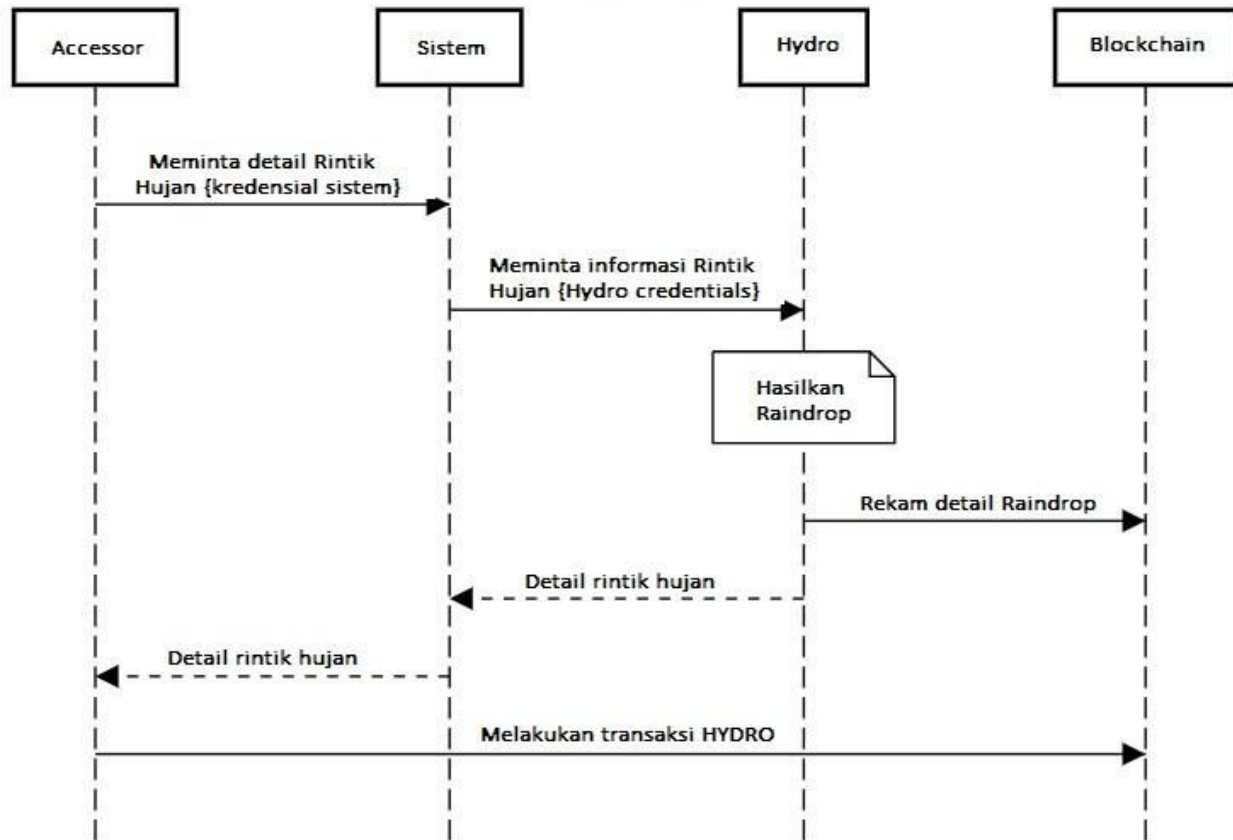 Accessor
Sistem
Hydro
Blockchain
Meminta detail Rintik
Hujan {kredensial sistem}
Meminta informasi Rintik
Hujan {Hydro credentials}
Hasilkan
Raindrop
Rekam detail Raindrop
Detail rintik hujan
Detail rintik hujan
Melakukan transaksi HYDRO